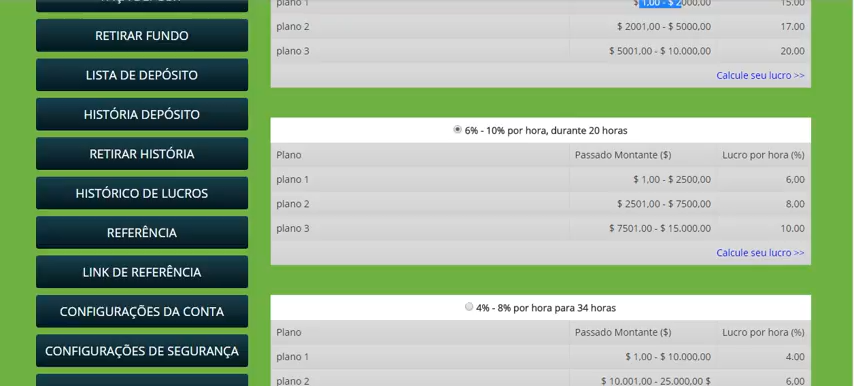 RETIRAR FUNDO
LISTA DE DEPÓSITO
HISTÓRIA DEPÓSITO
RETIRAR HISTÓRIA
HISTÓRICO DE LUCROS
REFERÊNCIA
LINK DE REFERÊNCIA
CONFIGURAÇÕES DA CONTA
CONFIGURAÇÕES DE SEGURANÇA
plano 1 $ 1,00 - $ 2000,00 15.00
plano 2 $ 2001,00 - $ 5000,00 17.00
plano 3 $ 5001,00 - $ 10.000,00 20.00
Calcule seu lucro >>
6% - 10% por hora, durante 20 horas
Plano Passado Montante ($) Lucro por hora (%)
plano 1 $ 1,00 - $ 2500,00 6,00
plano 2 $ 2501,00 - $ 7500.00 8.00
plano 3 $ 7501.00 - $ 15.000.00 10.00
Calcule seu lucro >>
4% - 8% por hora para 34 horas
Plano Passado Montante ($) Lucro por hora (%)
plano 1 $ 1,00 - $ 10.000.00 4.00
plano 2 $ 10.001,00 - 25.000,00 $ 6,00